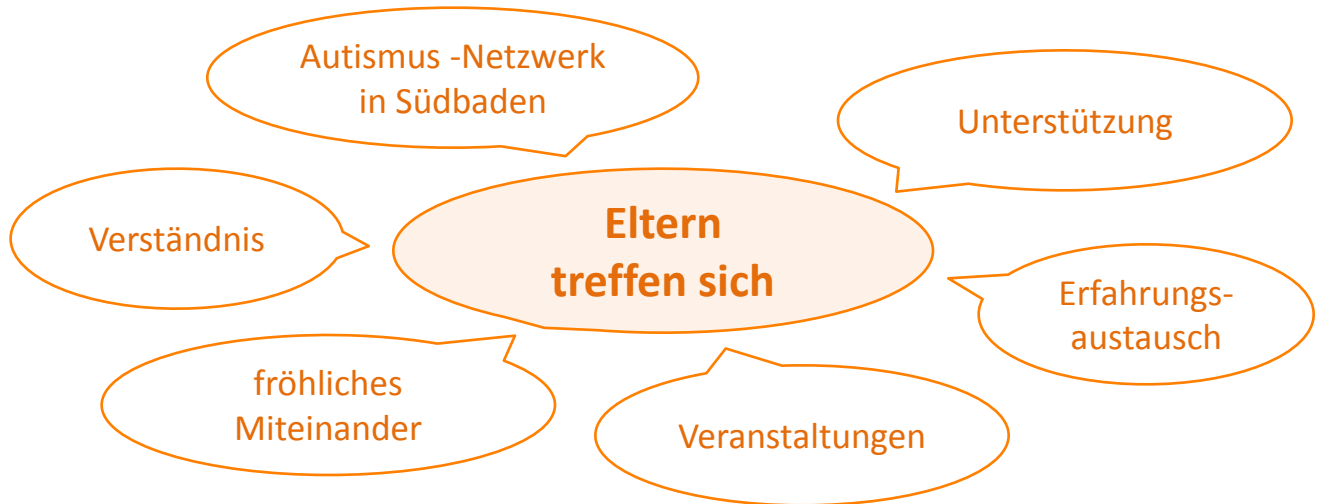 Autismus -Netzwerk
in Südbaden
Unterstützung
Verständnis
Eltern
treffen sich
Erfahrungs-
austausch
fröhliches
Miteinander
Veranstaltungen